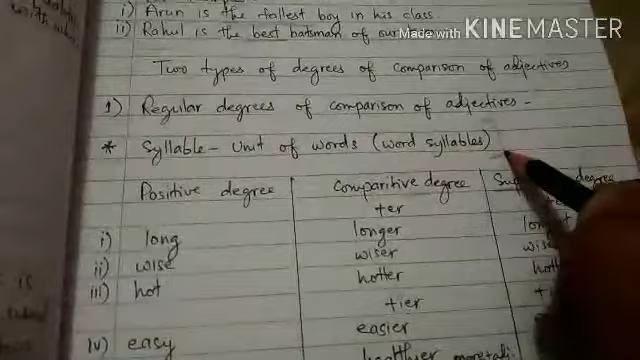 i) Arun is the tallest boy in his class.
ii) Rahul is the best batsman of our
Made with KINEMASTER
Two types of degrees of comparison of adjectives
1) Regular degrees of comparison of adjectives -
* Syllable - Unit of words (word syllables)
Positive degree Comparitive degree degree
+er
i) long longer
ii) wise wiser wise
iii) hot hotter hott
+ier +
iv) easy easier